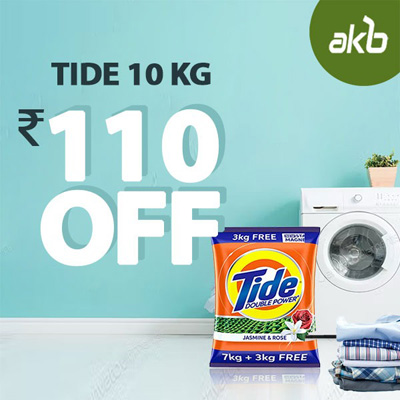 akb
TIDE 10 KG
₹110
OFF
3kg FREE
Tide
DOUBLE POWER
JASMINE & ROSE
7kg + 3kg FREE